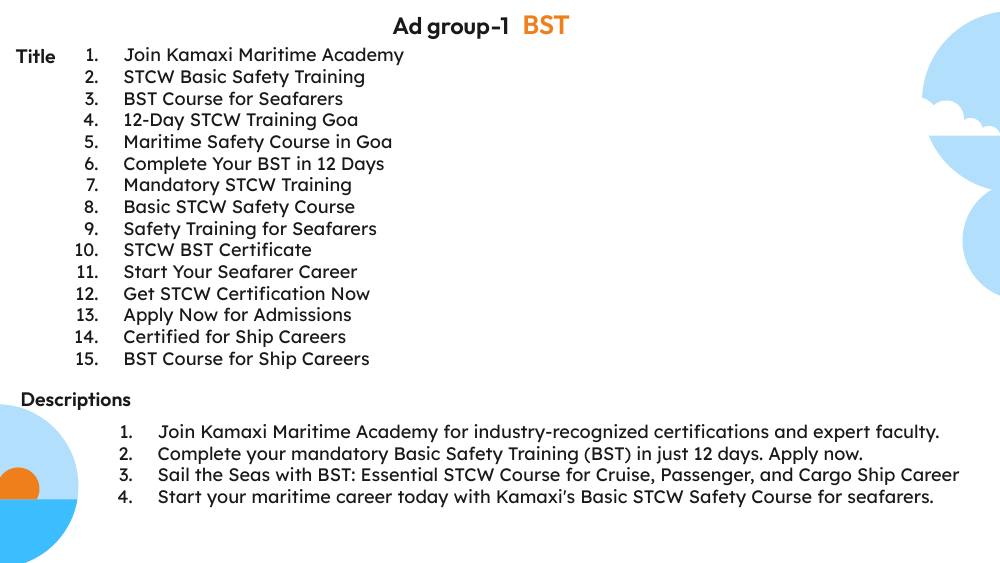 Ad group-1 BST
Title
1. Join Kamaxi Maritime Academy
2. STCW Basic Safety Training
3. BST Course for Seafarers
4. 12-Day STCW Training Goa
5. Maritime Safety Course in Goa
6. Complete Your BST in 12 Days
7. Mandatory STCW Training
8. Basic STCW Safety Course
9. Safety Training for Seafarers
10. STCW BST Certificate
11. Start Your Seafarer Career
12. Get STCW Certification Now
13. Apply Now for Admissions
14. Certified for Ship Careers
15. BST Course for Ship Careers
Descriptions
1. Join Kamaxi Maritime Academy for industry-recognized certifications and expert faculty.
2. Complete your mandatory Basic Safety Training (BST) in just 12 days. Apply now.
3. Sail the Seas with BST: Essential STCW Course for Cruise, Passenger, and Cargo Ship Career
4. Start your maritime career today with Kamaxi's Basic STCW Safety Course for seafarers.